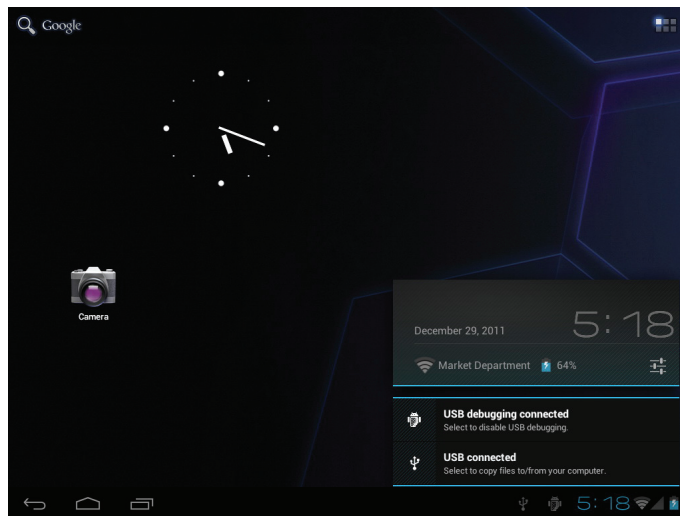 Google
Camera
December 29, 2011
5:18
Market Department
64%
USB debugging connected
Select to disable USB debugging.
USB connected
Select to copy files to/from your computer.
5:18